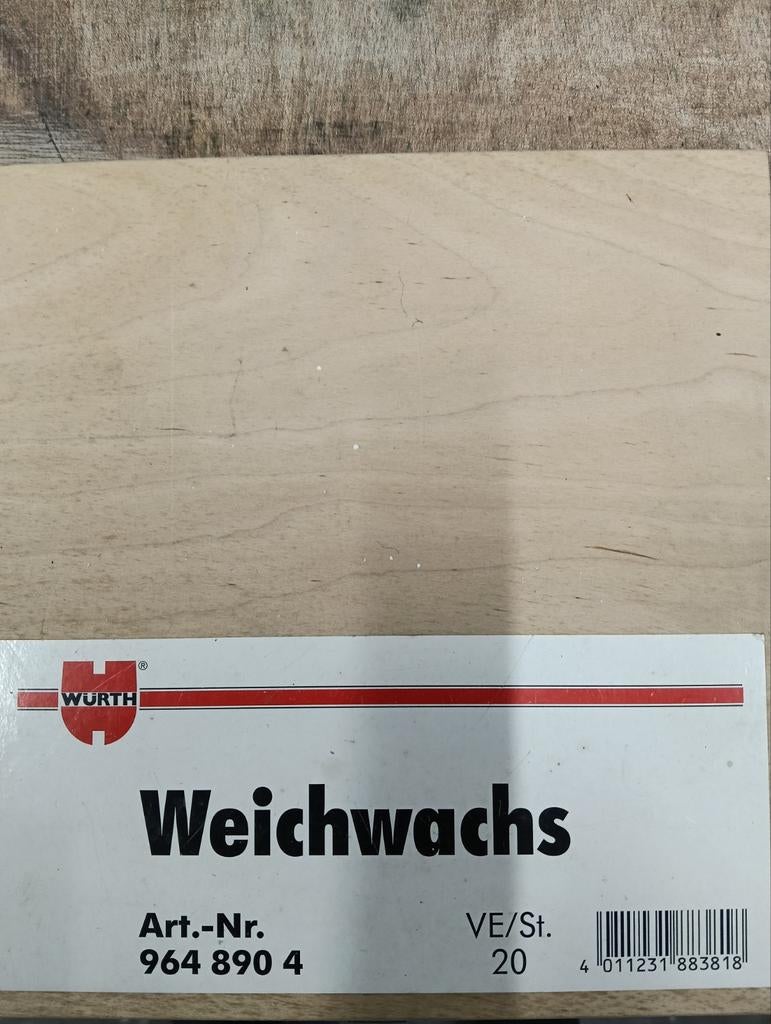 WÜRTH®
Weichwachs
Art.-Nr.
964 890 4
VE/St.
20
4 011231 883818